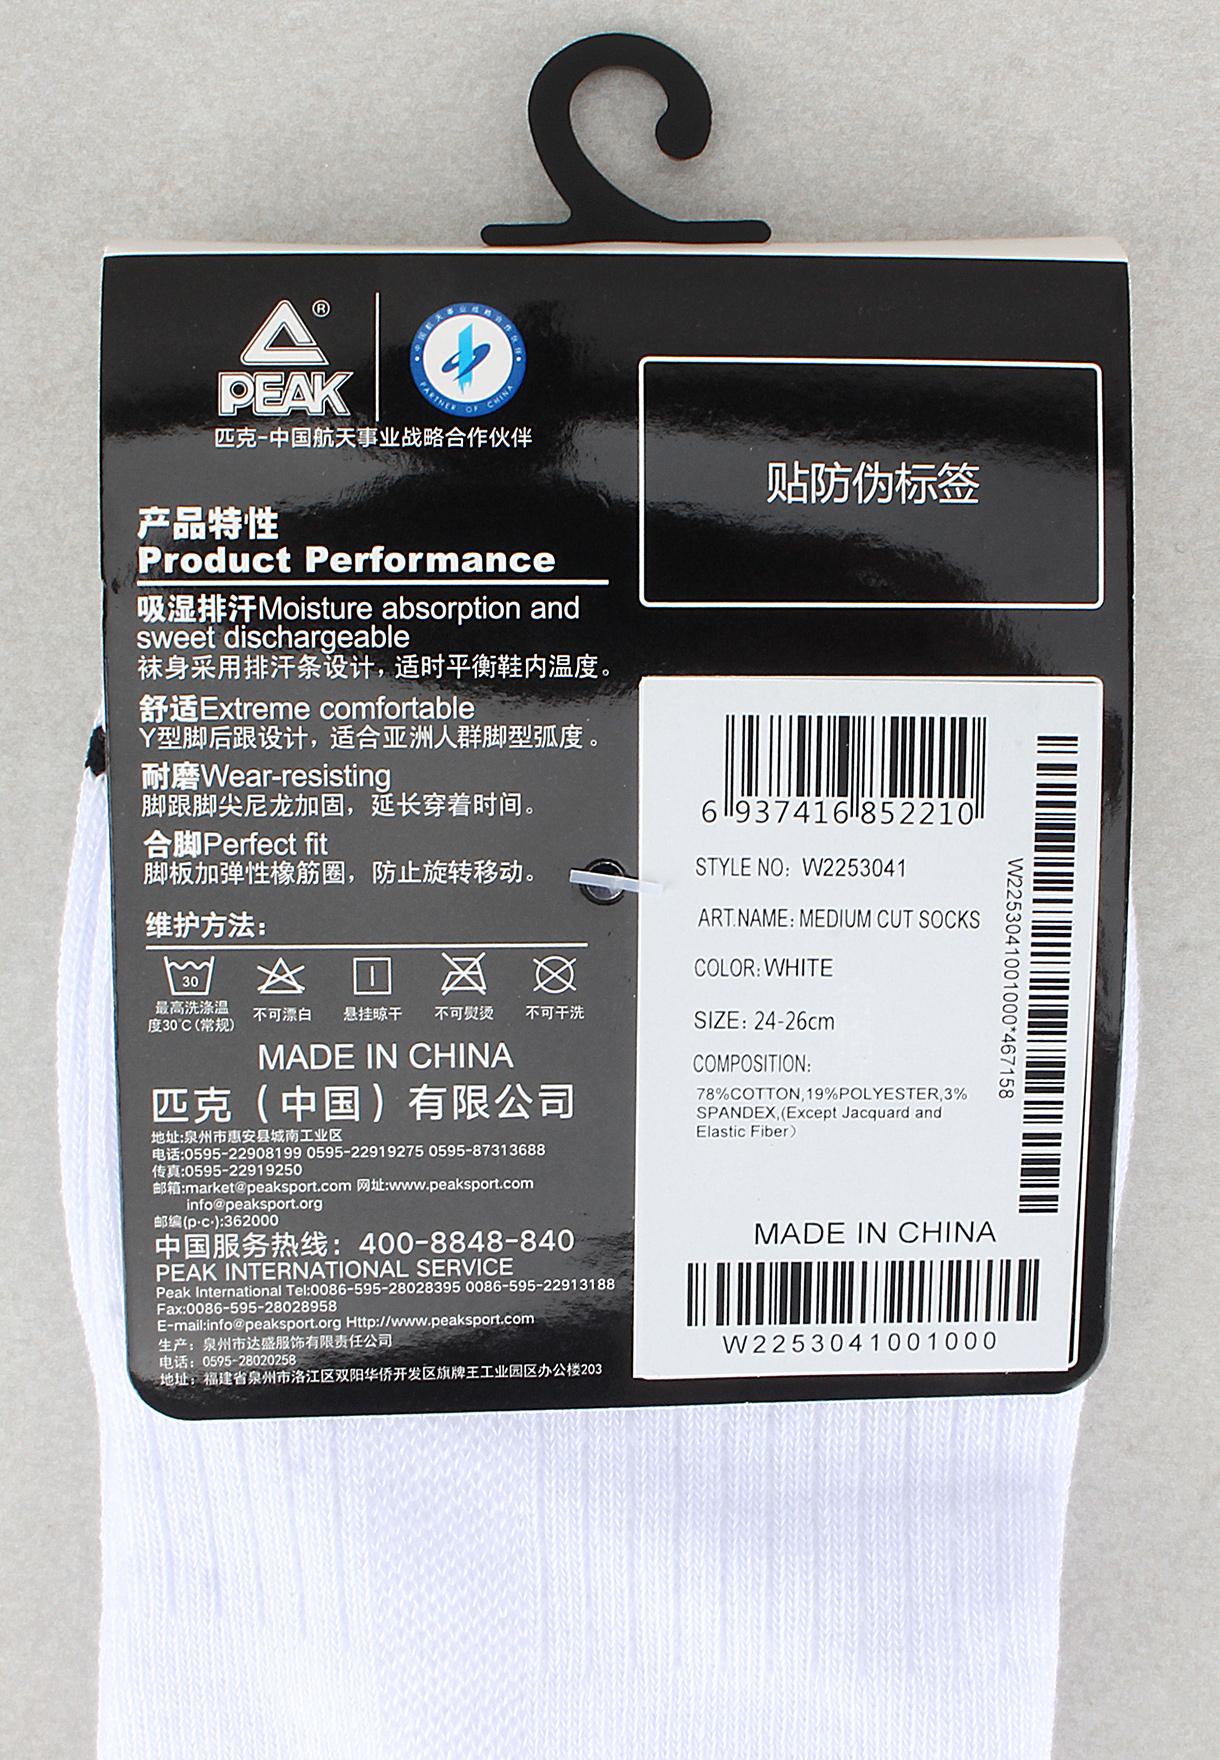 ®
PEAK
中国航天事业战略合作伙伴
PARTNER OF CHINA
匹克-中国航天事业战略合作伙伴
产品特性
Product Performance
吸湿排汗Moisture absorption and
sweet dischargeable
袜身采用排汗条设计，适时平衡鞋内温度。
舒适Extreme comfortable
Y型脚后跟设计，适合亚洲人群脚型弧度。
耐磨Wear-resisting
脚跟脚尖尼龙加固，延长穿着时间。
合脚Perfect fit
脚板加弹性橡筋圈，防止旋转移动。
维护方法：
30
最高洗涤温
度30℃（常规）
不可漂白
悬挂晾干
不可熨烫
不可干洗
MADE IN CHINA
匹克（中国）有限公司
地址:泉州市惠安县城南工业区
电话:0595-22908199 0595-22919275 0595-87313688
传真:0595-22919250
邮箱:market@peaksport.com 网址:www.peaksport.com
info@peaksport.org
邮编(p·c·):362000
中国服务热线：400-8848-840
PEAK INTERNATIONAL SERVICE
Peak International Tel:0086-595-28028395 0086-595-22913188
Fax:0086-595-28028958
E-mail:info@peaksport.org Http://www.peaksport.com
生产：泉州市达盛服饰有限责任公司
电话：0595-28020258
地址：福建省泉州市洛江区双阳华侨开发区旗牌王工业园区办公楼203
贴防伪标签
6 937416 852210
STYLE NO: W2253041
ART.NAME: MEDIUM CUT SOCKS
COLOR: WHITE
SIZE: 24-26cm
COMPOSITION:
78%COTTON,19%POLYESTER,3%
SPANDEX,(Except Jacquard and
Elastic Fiber）
W2253041001000*467158
MADE IN CHINA
W2253041001000